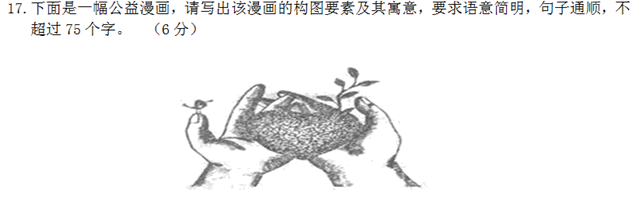 17. 下面是一幅公益漫画，请写出该漫画的构图要素及其寓意，要求语意简明，句子通顺，不
超过 75 个字。 （6 分）